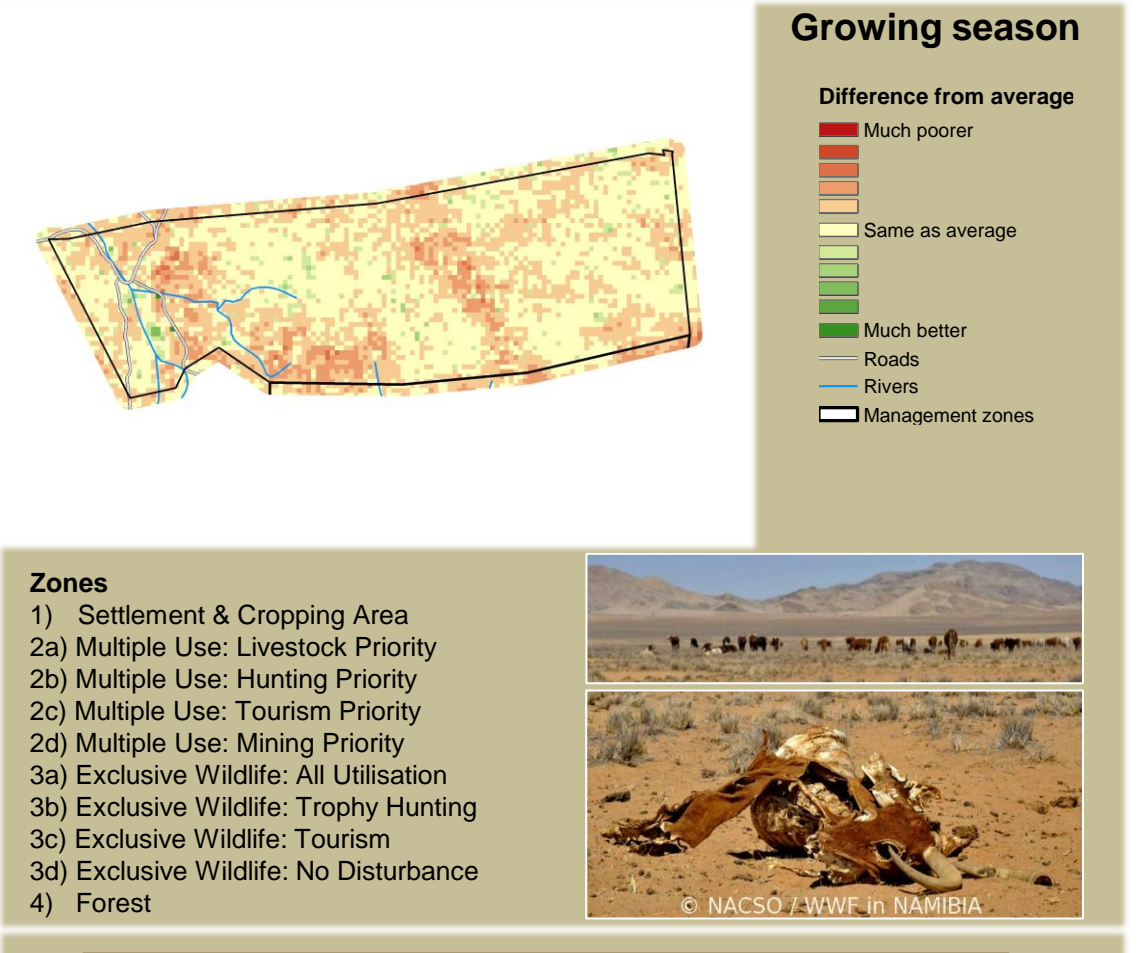 Growing season
Difference from average
Much poorer
Same as average
Much better
Roads
Rivers
Management zones
Zones
1) Settlement & Cropping Area
2a) Multiple Use: Livestock Priority
2b) Multiple Use: Hunting Priority
2c) Multiple Use: Tourism Priority
2d) Multiple Use: Mining Priority
3a) Exclusive Wildlife: All Utilisation
3b) Exclusive Wildlife: Trophy Hunting
3c) Exclusive Wildlife: Tourism
3d) Exclusive Wildlife: No Disturbance
4) Forest
© NACSO / WWF in NAMIBIA